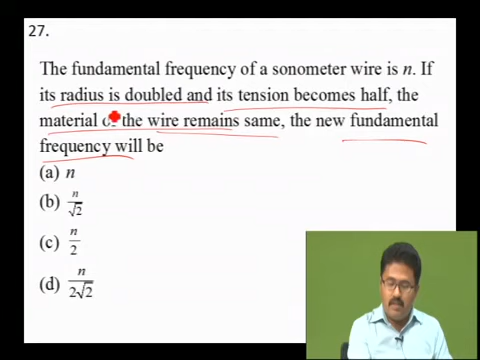 27.
The fundamental frequency of a sonometer wire is n. If
its radius is doubled and its tension becomes half, the
material of the wire remains same, the new fundamental
frequency will be
(a) n
(b) n/√2
(c) n/2
(d) n/2√2